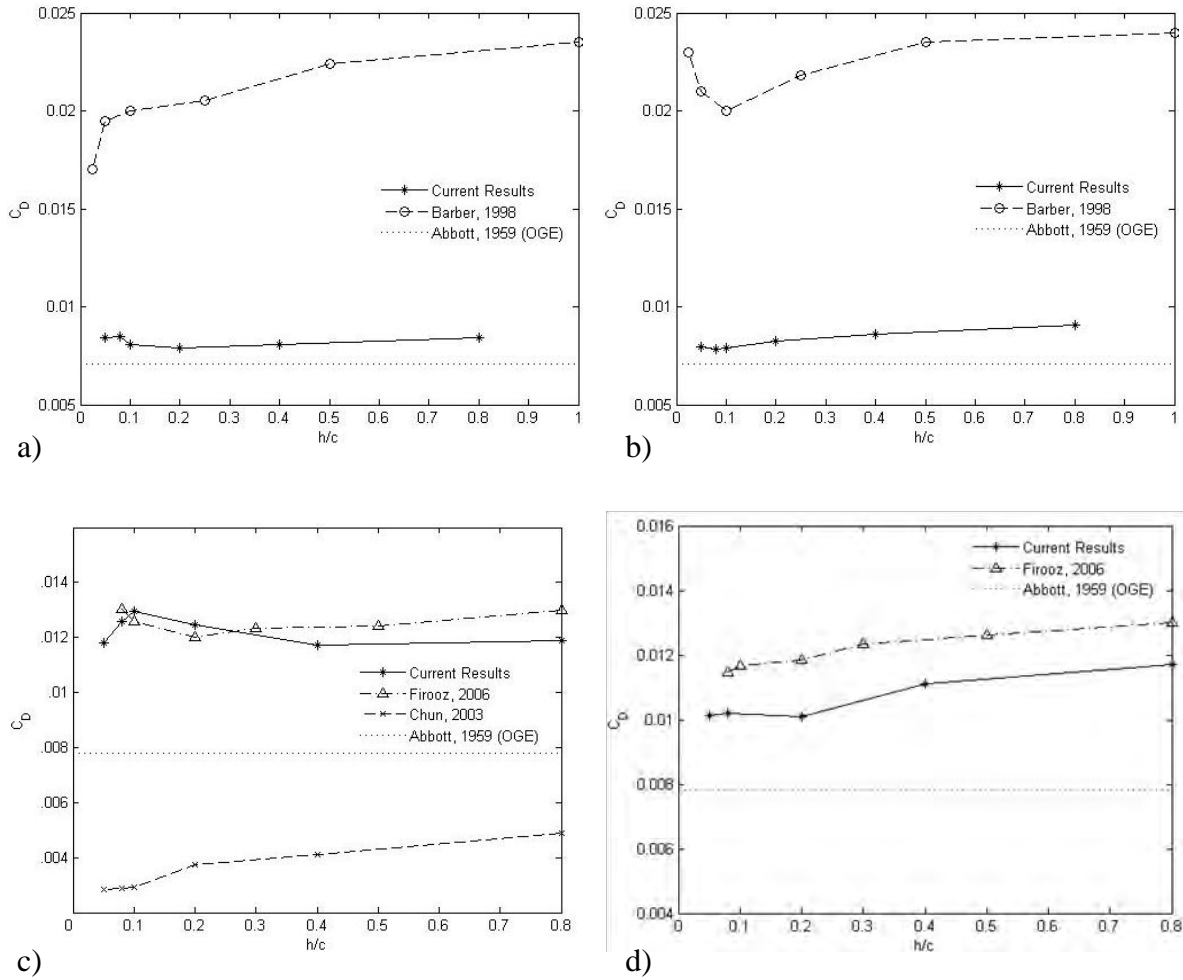 0.025
0.02
0.015
0.01
0.005
C_D
0 0.1 0.2 0.3 0.4 0.5 0.6 0.7 0.8 0.9 1
h/c
Current Results
Barber, 1998
Abbott, 1959 (OGE)
a)
0.025
0.02
0.015
0.01
0.005
C_D
0 0.1 0.2 0.3 0.4 0.5 0.6 0.7 0.8 0.9 1
h/c
Current Results
Barber, 1998
Abbott, 1959 (OGE)
b)
.014
.012
.01
.008
.006
.004
C_D
0 0.1 0.2 0.3 0.4 0.5 0.6 0.7 0.8
h/c
Current Results
Firooz, 2006
Chun, 2003
Abbott, 1959 (OGE)
c)
0.016
0.014
0.012
0.01
0.008
0.006
0.004
C_D
0 0.1 0.2 0.3 0.4 0.5 0.6 0.7 0.8
h/c
Current Results
Firooz, 2006
Abbott, 1959 (OGE)
d)